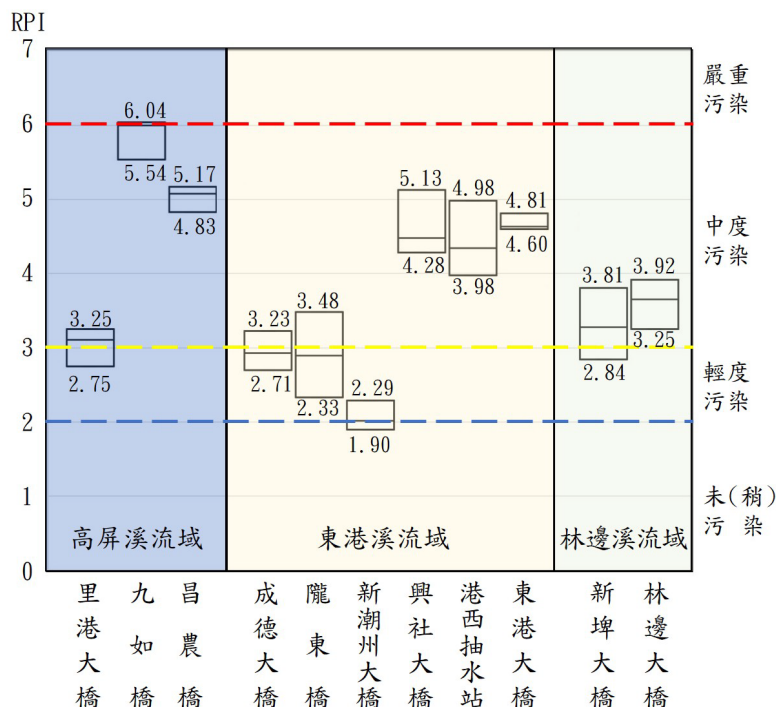 RPI
7
6
5
4
3
2
1
0
6.04
5.54
5.17
4.83
3.25
2.75
3.23
2.71
3.48
2.33
2.29
1.90
5.13
4.28
4.98
3.98
4.81
4.60
3.81
2.84
3.92
3.25
嚴重
污染
中度
污染
輕度
污染
未(稍)
污染
高屏溪流域
東港溪流域
林邊溪流域
里港大橋
九如橋
昌農橋
成德大橋
隴東橋
新潮州大橋
興社大橋
港西抽水站
東港大橋
新埤大橋
林邊大橋